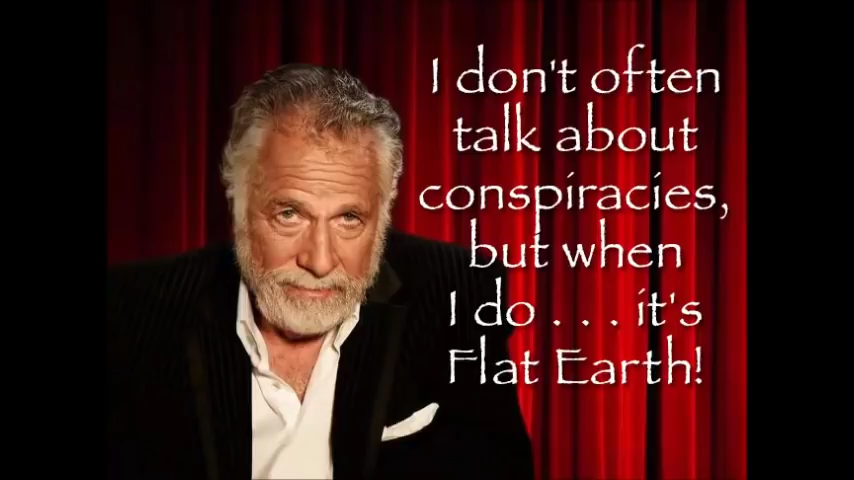 I don't often
talk about
conspiracies,
but when
I do . . . it's
Flat Earth!